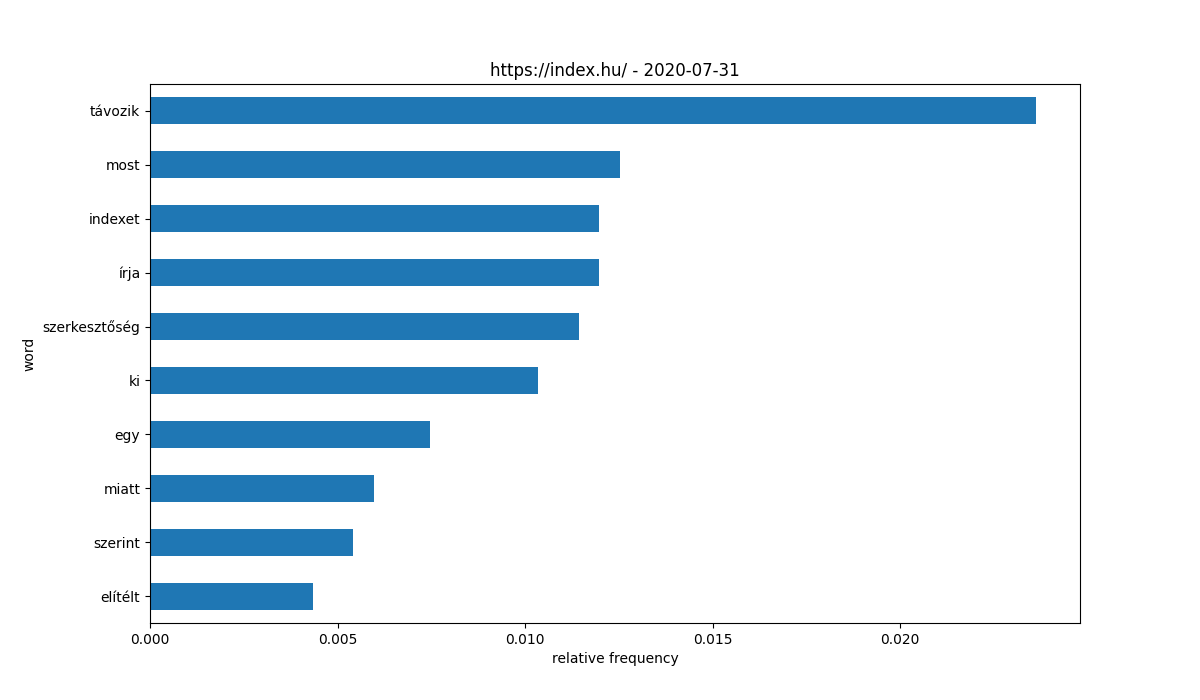 https://index.hu/ - 2020-07-31
távozik
most
indexet
írja
szerkesztőség
ki
egy
miatt
szerint
elítélt
word
0.000 0.005 0.010 0.015 0.020
relative frequency